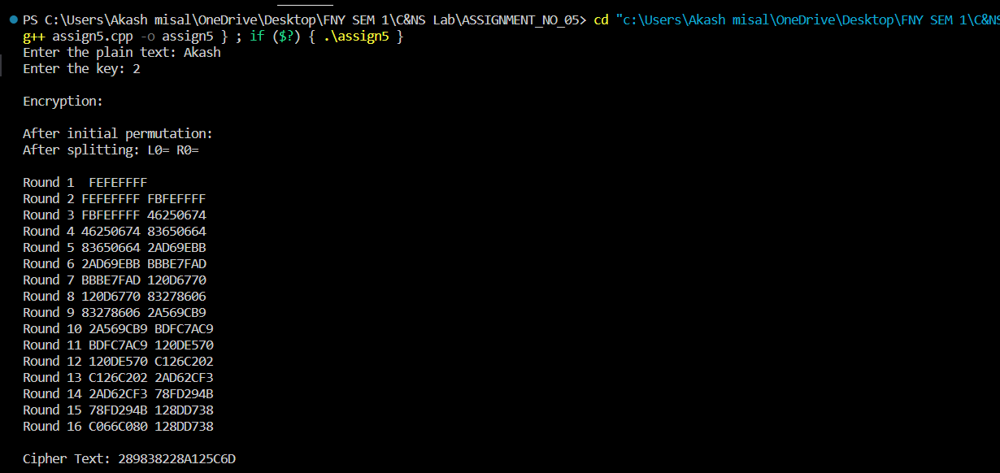 PS C:\Users\Akash misal\OneDrive\Desktop\FNY SEM 1\C&NS Lab\ASSIGNMENT_NO_05> cd "c:\Users\Akash misal\OneDrive\Desktop\FNY SEM 1\C&NS
g++ assign5.cpp -o assign5 } ; if ($?) { .\assign5 }
Enter the plain text: Akash
Enter the key: 2
Encryption:
After initial permutation:
After splitting: L0= R0=
Round 1  FEFEFFFF
Round 2 FEFEFFFF FBFEFFFF
Round 3 FBFEFFFF 46250674
Round 4 46250674 83650664
Round 5 83650664 2AD69EBB
Round 6 2AD69EBB BBBE7FAD
Round 7 BBBE7FAD 120D6770
Round 8 120D6770 83278606
Round 9 83278606 2A569CB9
Round 10 2A569CB9 BDFC7AC9
Round 11 BDFC7AC9 120DE570
Round 12 120DE570 C126C202
Round 13 C126C202 2AD62CF3
Round 14 2AD62CF3 78FD294B
Round 15 78FD294B 128DD738
Round 16 C066C080 128DD738
Cipher Text: 289838228A125C6D